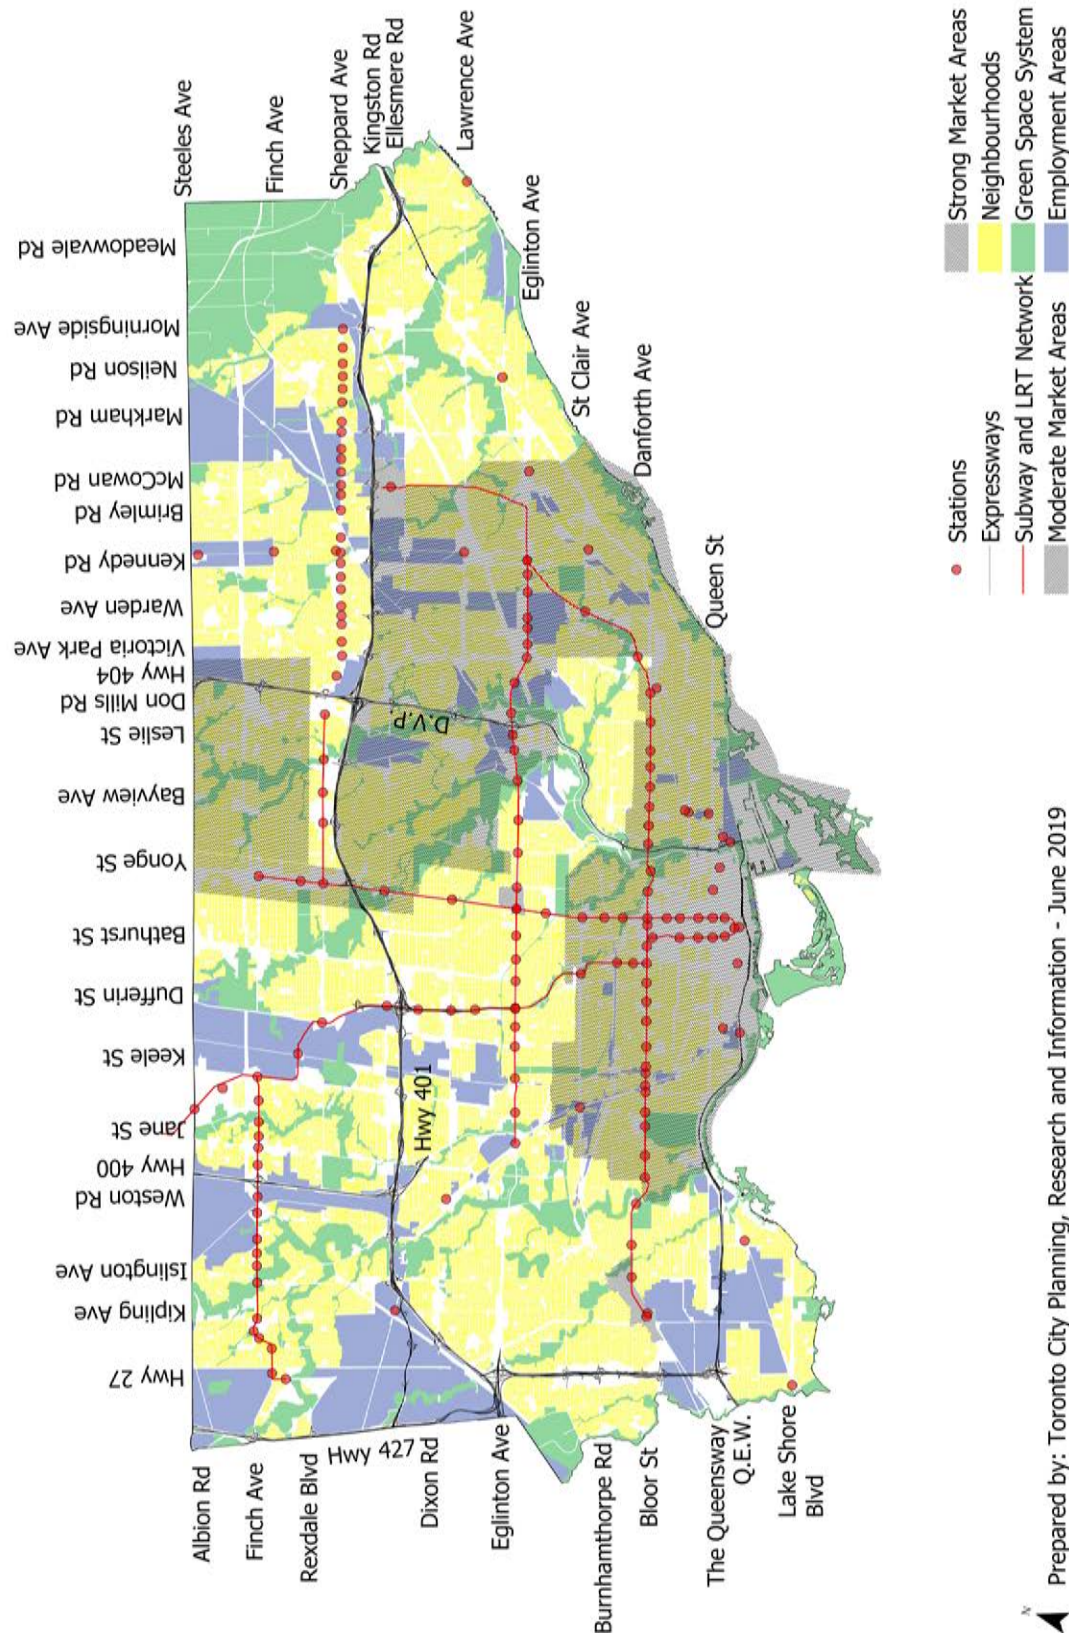 Steeles Ave
Finch Ave
Sheppard Ave
Kingston Rd
Ellesmere Rd
Lawrence Ave
Eglinton Ave
St Clair Ave
Danforth Ave
Queen St
Meadowvale Rd
Morningside Ave
Neilson Rd
Markham Rd
McCowan Rd
Brimley Rd
Kennedy Rd
Warden Ave
Victoria Park Ave
Hwy 404
Don Mills Rd
Leslie St
Bayview Ave
Yonge St
Bathurst St
Dufferin St
Keele St
Jane St
Hwy 400
Weston Rd
Islington Ave
Kipling Ave
Hwy 27
D.V.P.
Hwy 401
Albion Rd
Finch Ave
Rexdale Blvd
Hwy 427
Dixon Rd
Eglinton Ave
Burnhamthorpe Rd
Bloor St
The Queensway
Q.E.W.
Lake Shore
Blvd
Stations
Expressways
Subway and LRT Network
Moderate Market Areas
Strong Market Areas
Neighbourhoods
Green Space System
Employment Areas
N
Prepared by: Toronto City Planning, Research and Information - June 2019